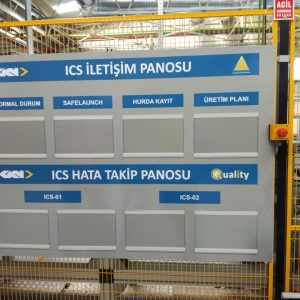 GKN ICS İLETİŞİM PANOSU
NORMAL DURUM SAFELAUNCH HURDA KAYIT ÜRETİM PLANI
GKN ICS HATA TAKİP PANOSU Quality
ICS-01 ICS-02
ACİL